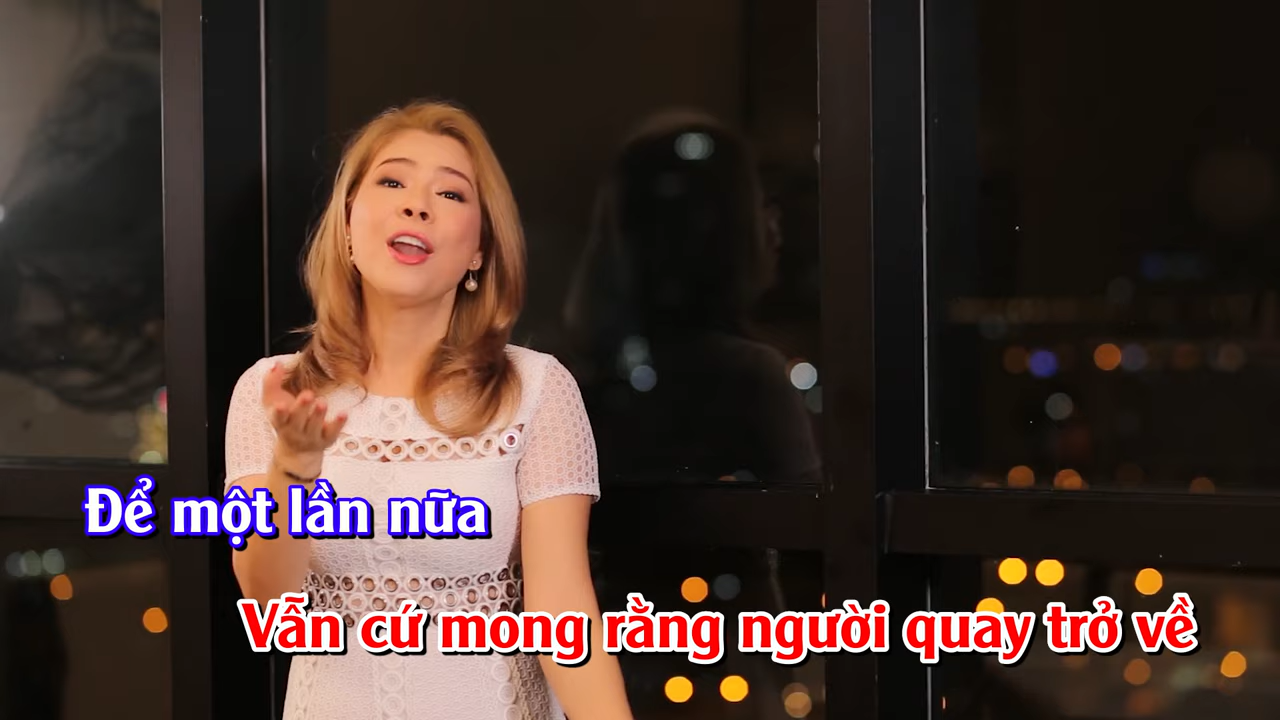 Để một lần nữa
Vẫn cứ mong rằng người quay trở về